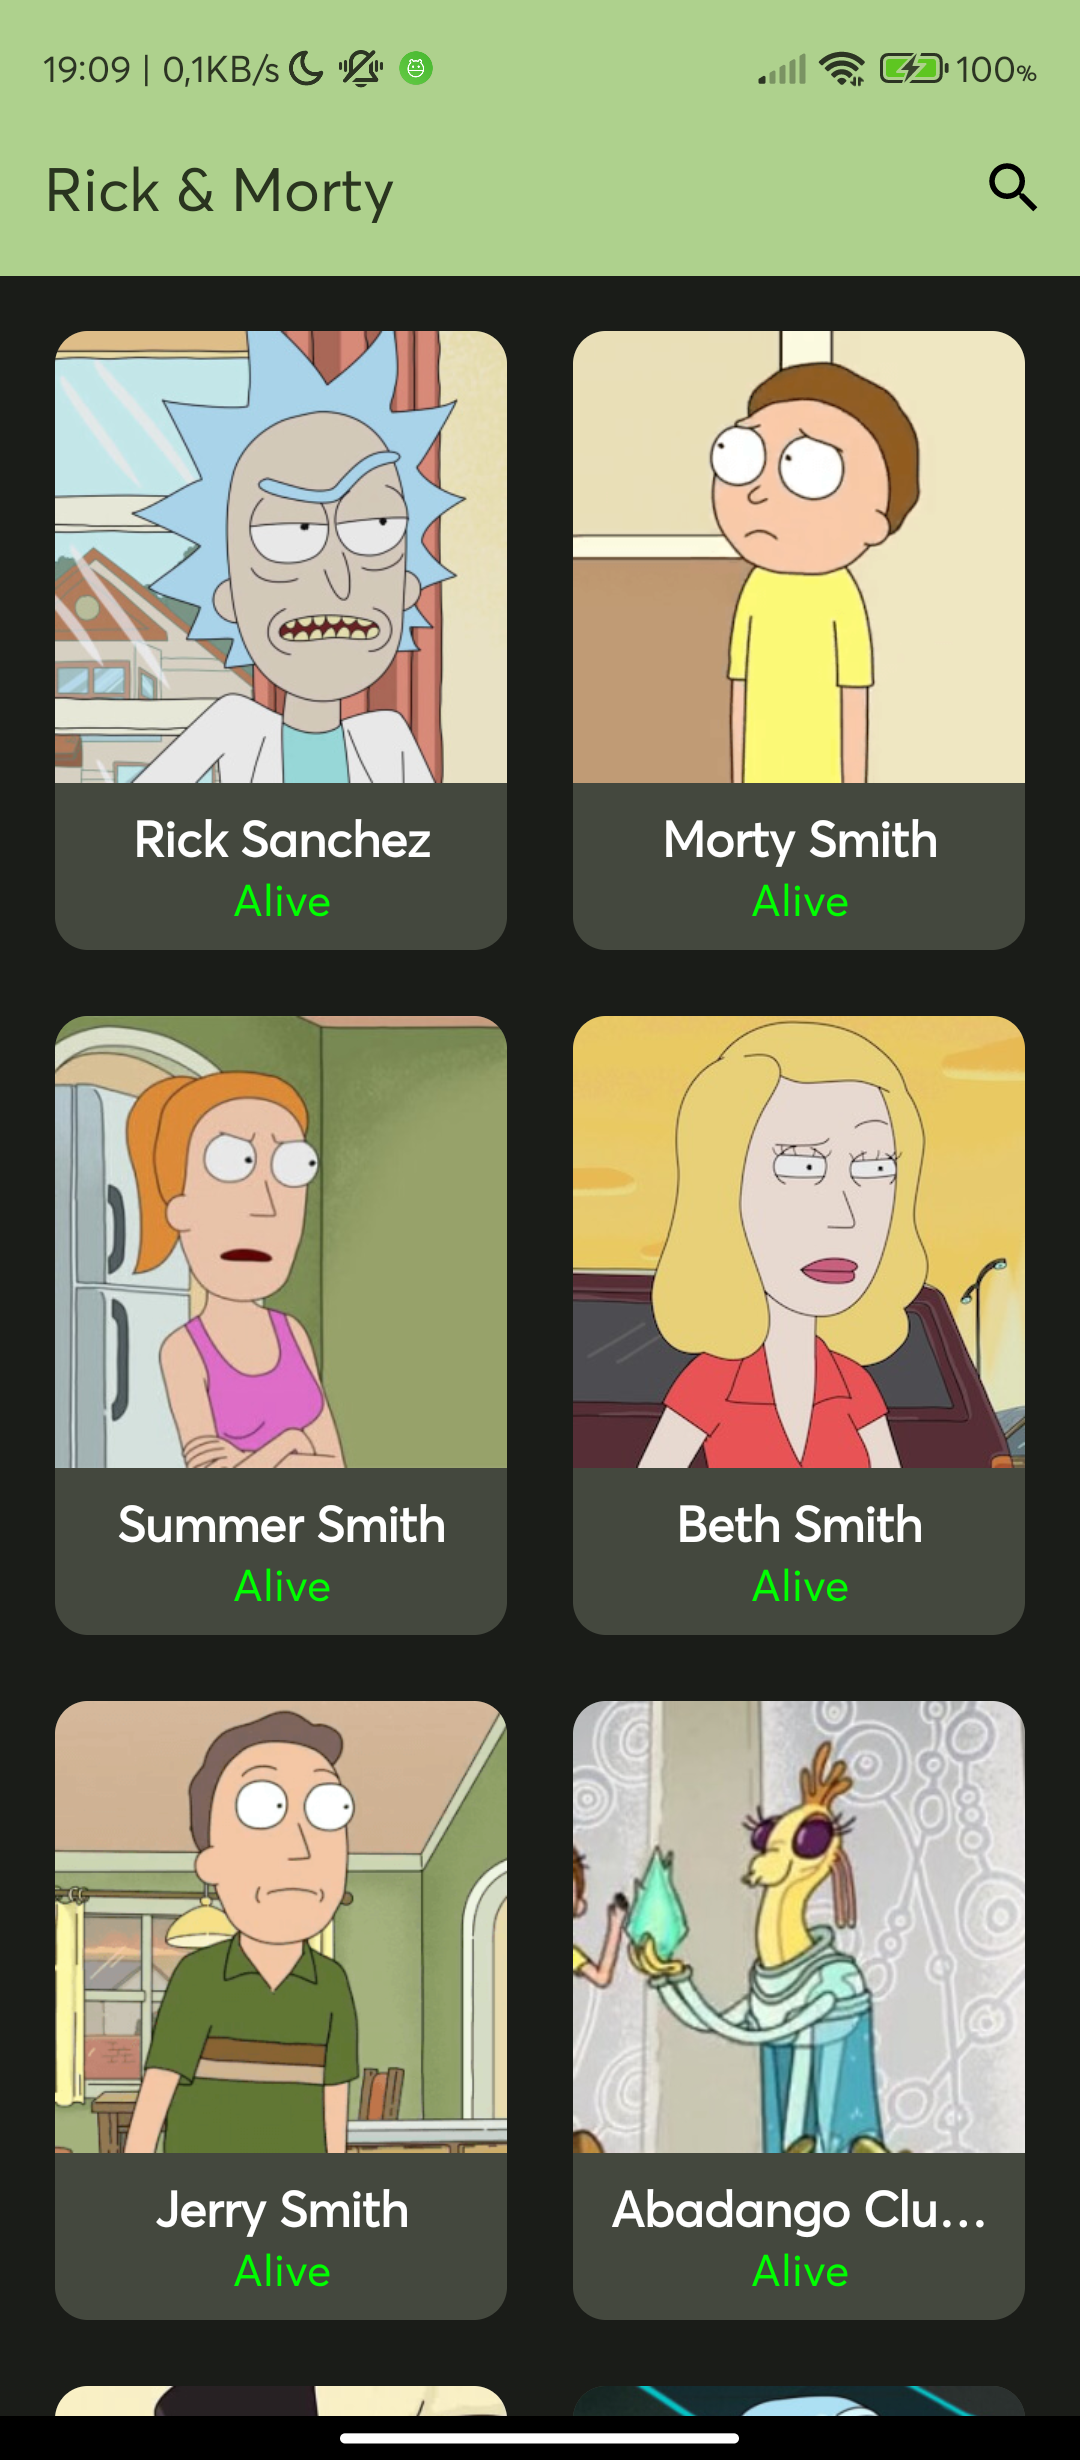 19:09 | 0,1KB/s 100%
Rick & Morty
Rick Sanchez
Alive
Morty Smith
Alive
Summer Smith
Alive
Beth Smith
Alive
Jerry Smith
Alive
Abadango Clu...
Alive